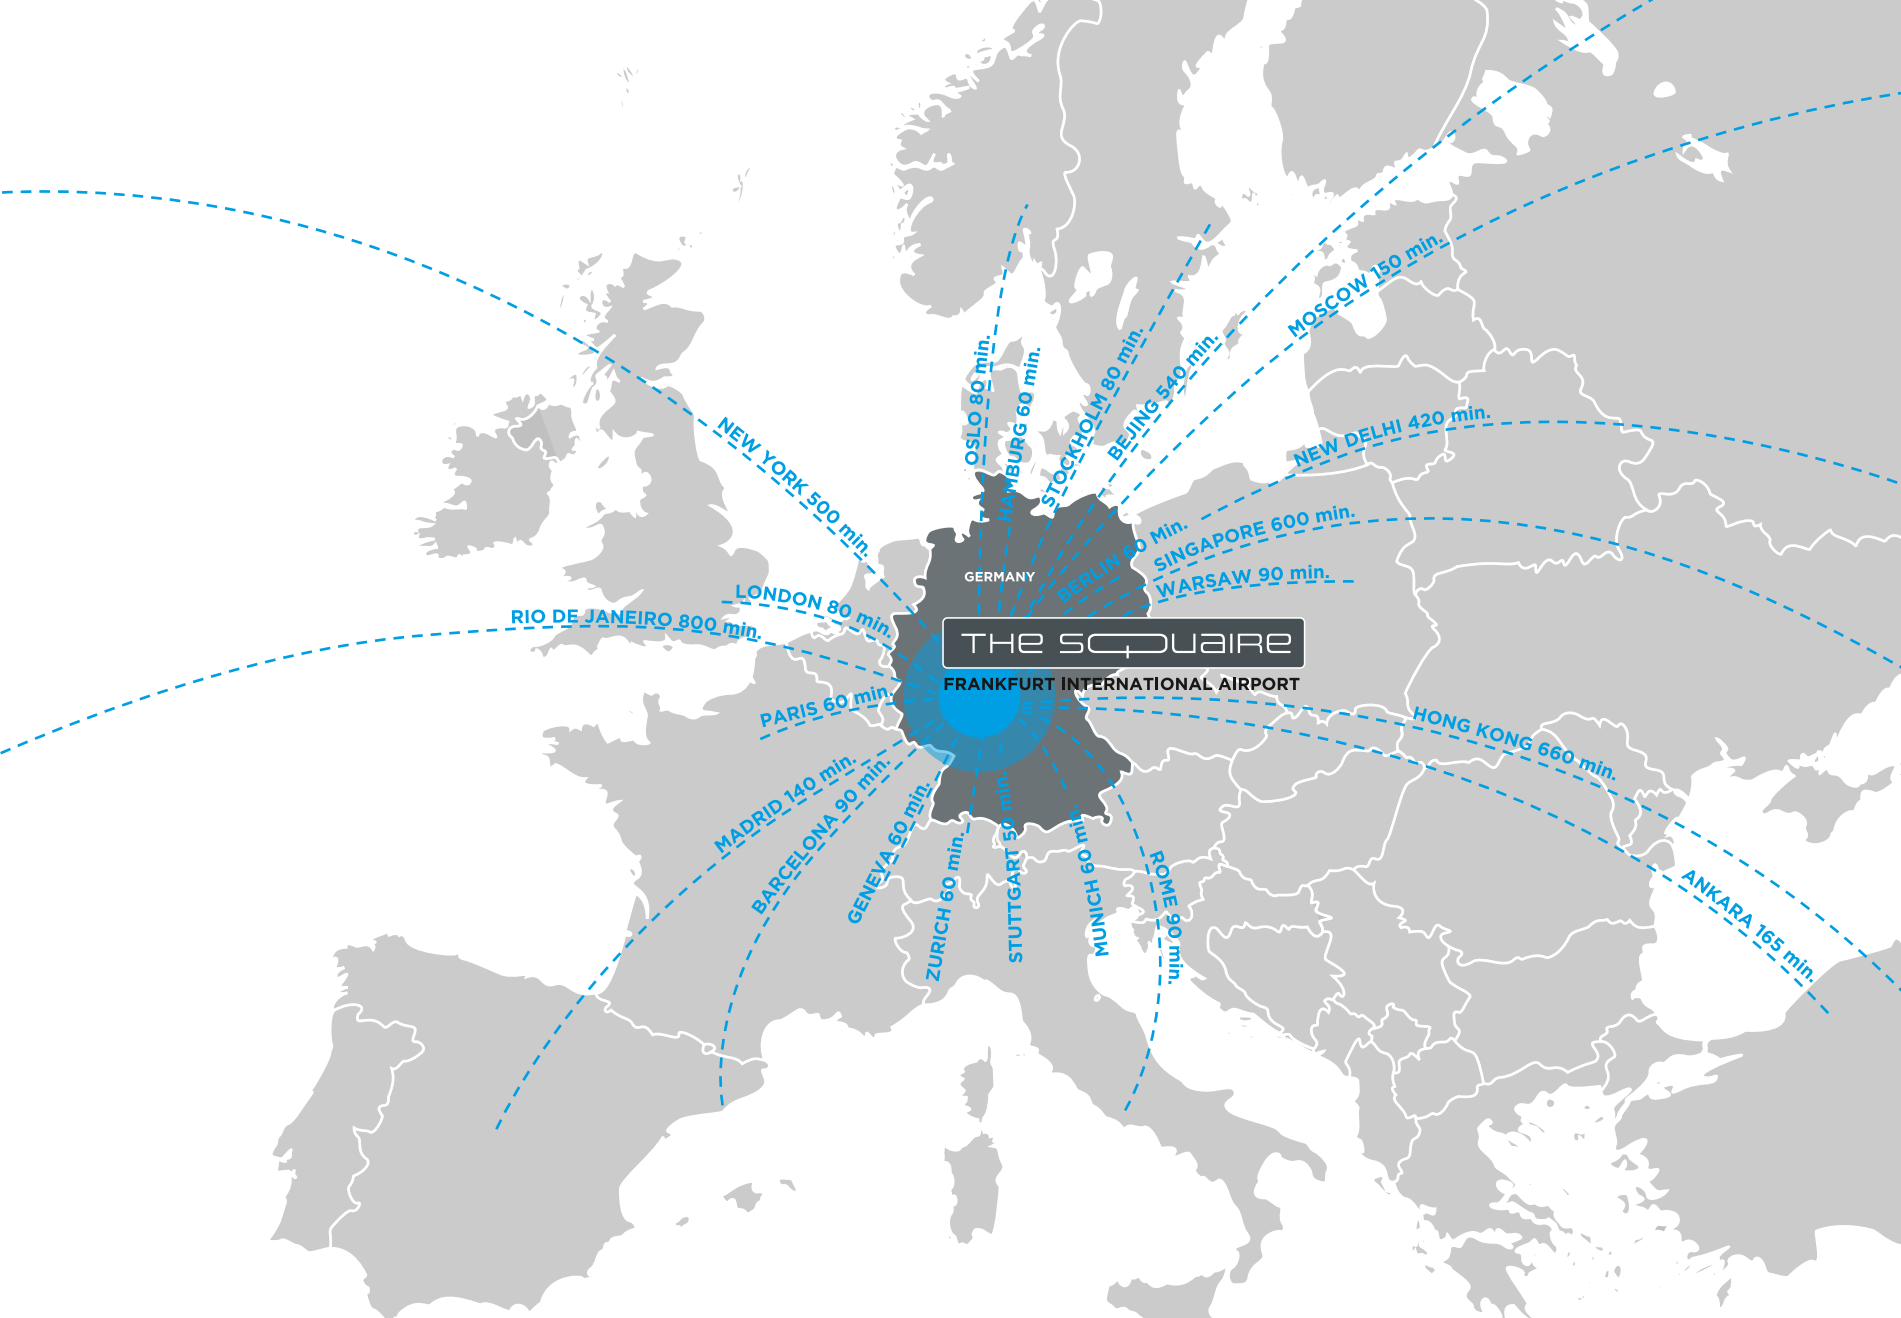 OSLO 80 min.
HAMBURG 60 min.
STOCKHOLM 80 min.
BEJING 540 min.
MOSCOW 150 min.
NEW DELHI 420 min.
NEW YORK 500 min.
BERLIN 60 Min.
SINGAPORE 600 min.
WARSAW 90 min.
GERMANY
LONDON 80 min.
RIO DE JANEIRO 800 min.
THE SQUAIRE
FRANKFURT INTERNATIONAL AIRPORT
PARIS 60 min.
HONG KONG 660 min.
MADRID 140 min.
BARCELONA 90 min.
GENEVA 60 min.
ZURICH 60 min.
STUTTGART 50 min.
MUNICH 60 min.
ROME 90 min.
ANKARA 165 min.